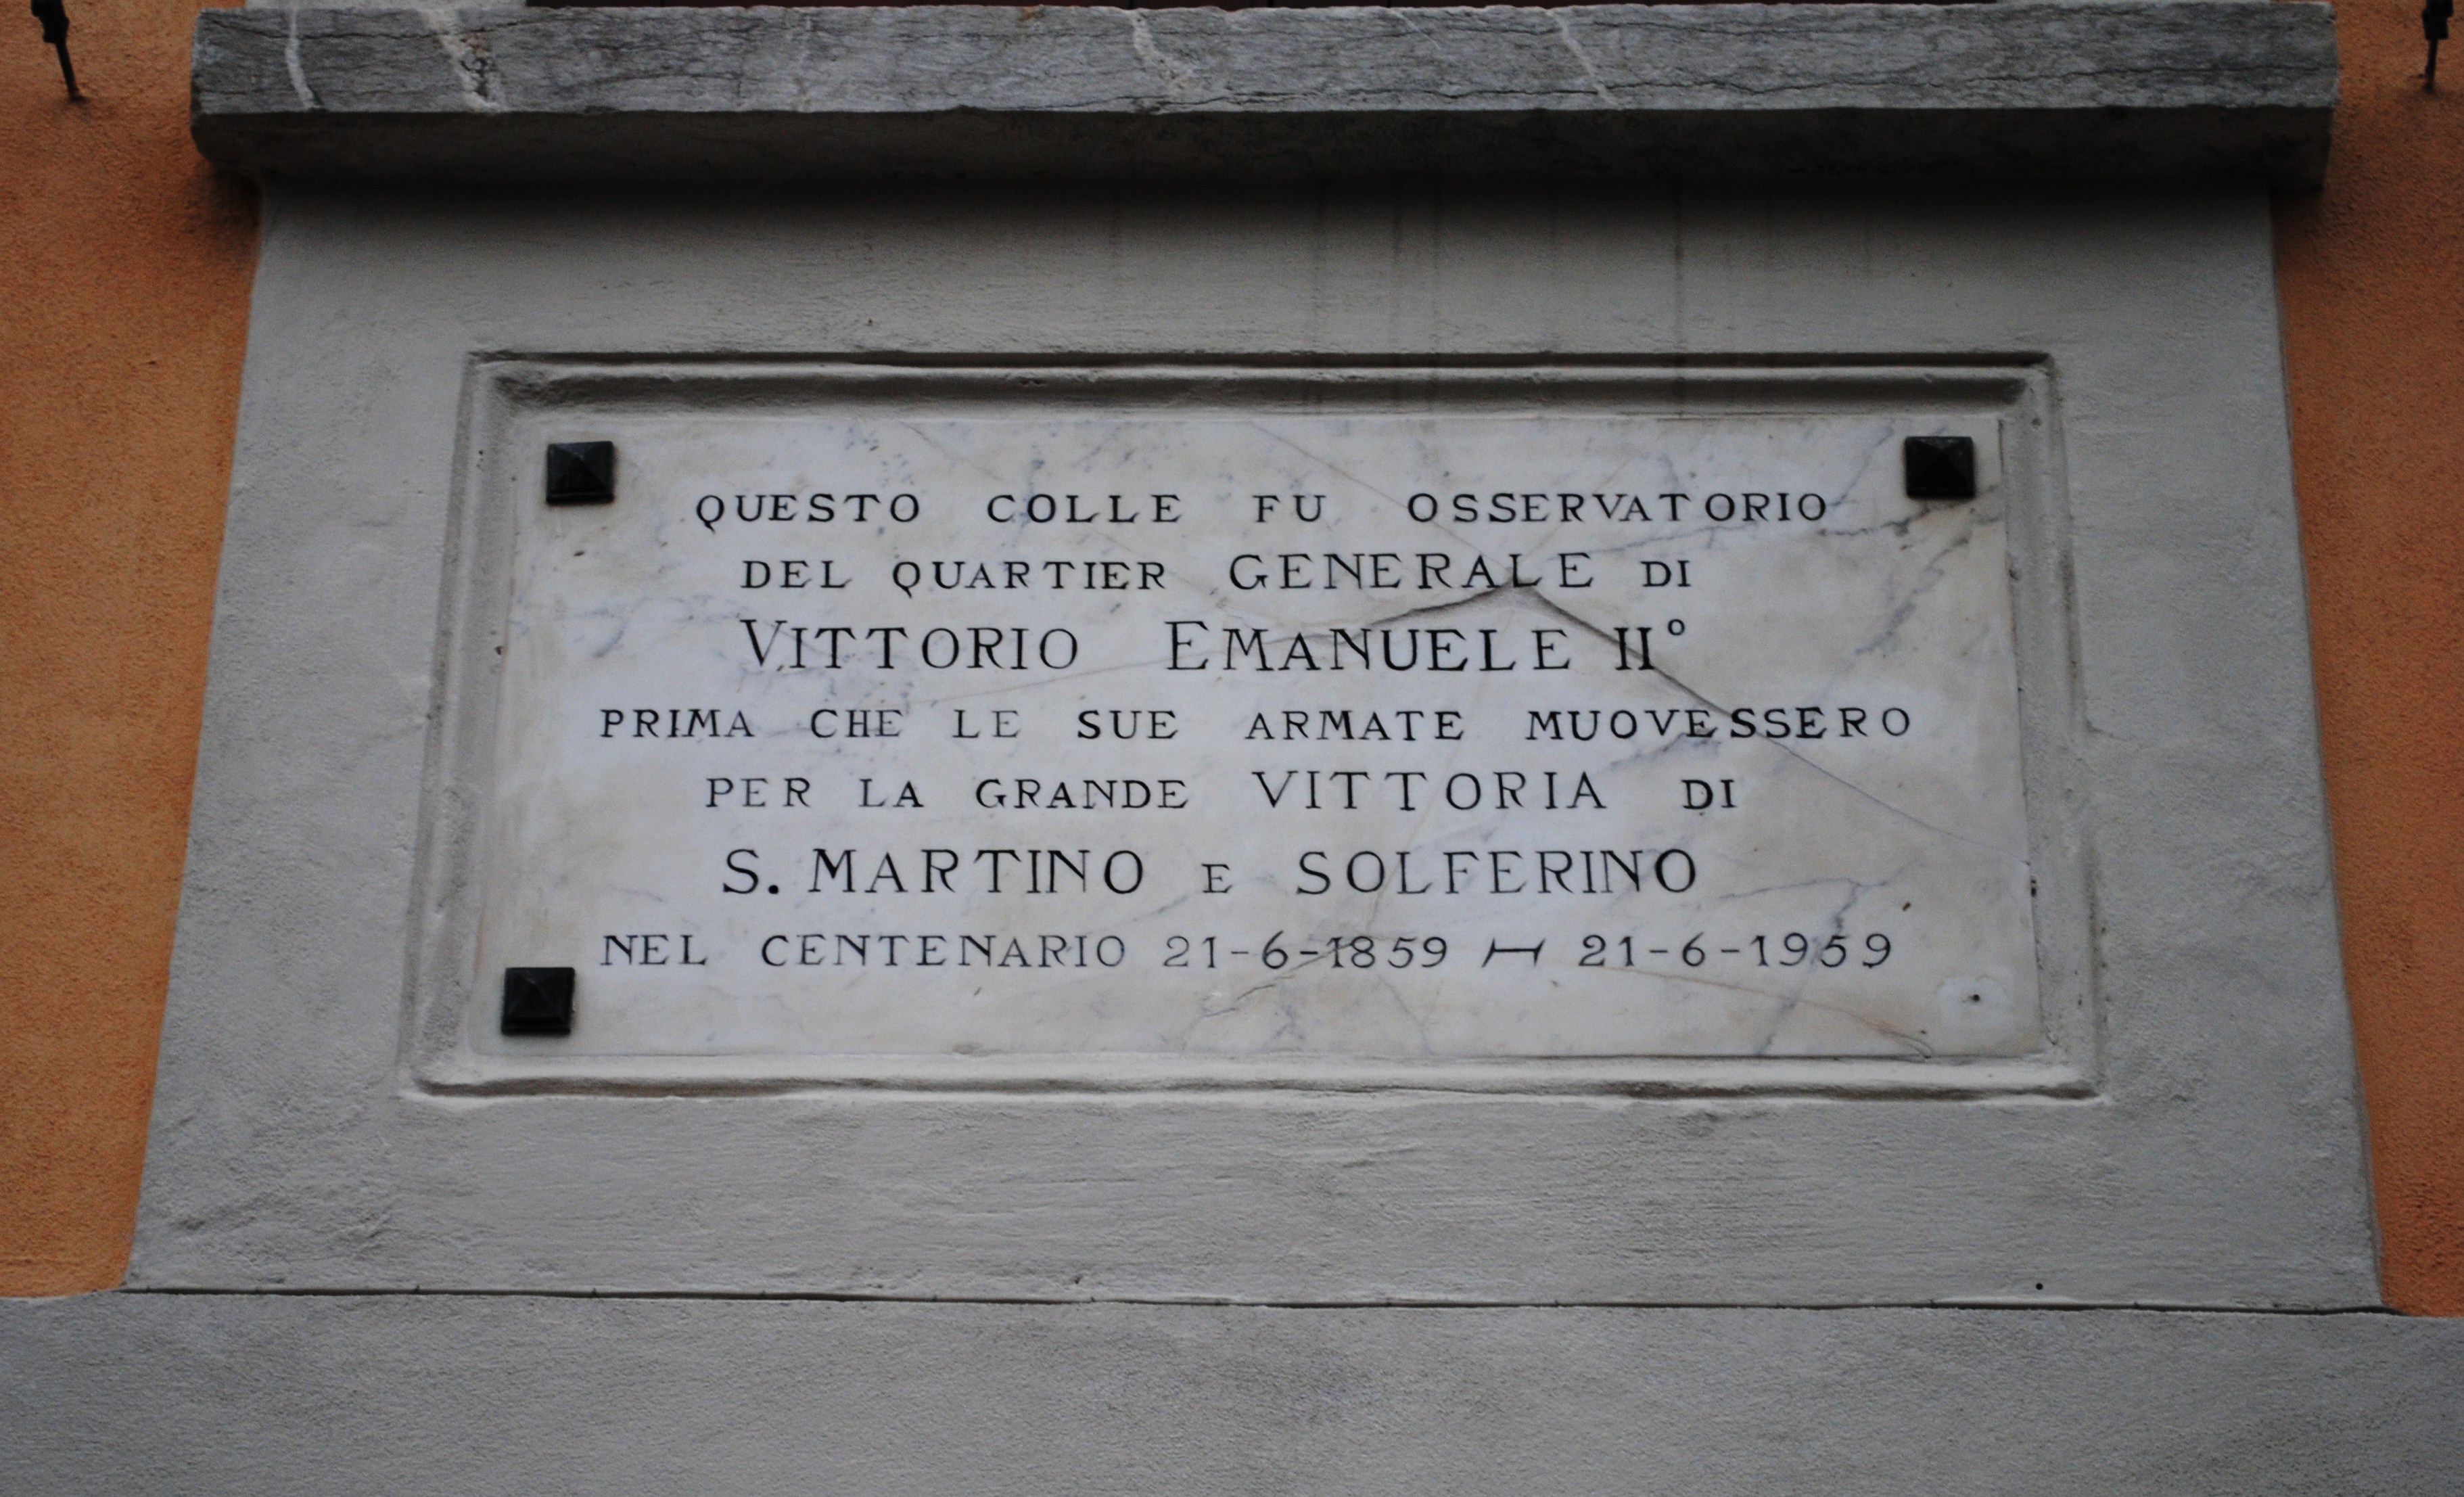 QUESTO COLLE FU OSSERVATORIO
DEL QUARTIER GENERALE DI
VITTORIO EMANUELE II°
PRIMA CHE LE SUE ARMATE MUOVESSERO
PER LA GRANDE VITTORIA DI
S. MARTINO E SOLFERINO
NEL CENTENARIO 21-6-1859 — 21-6-1959